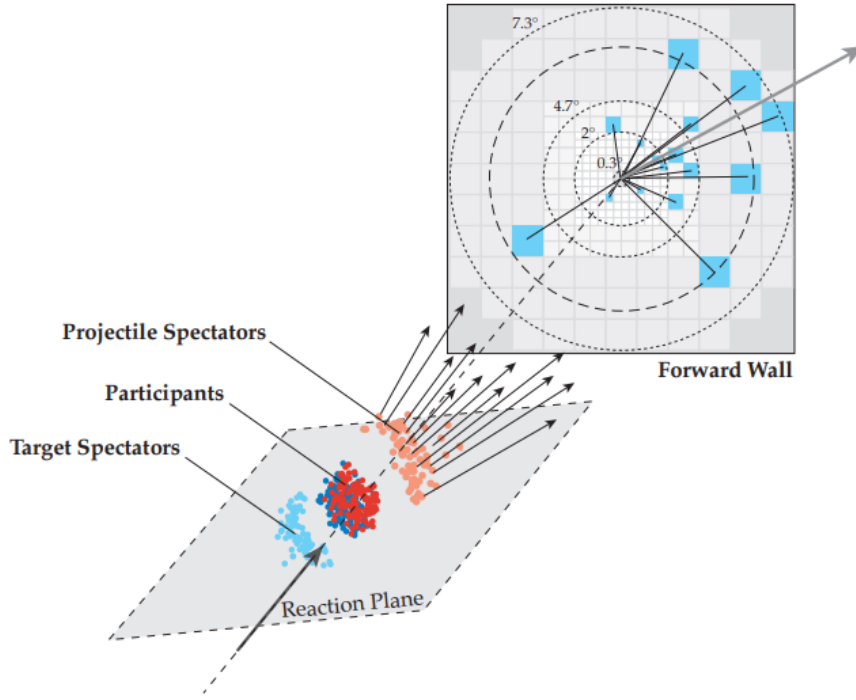 7.3°
4.7°
2°
0.3°
Projectile Spectators
Forward Wall
Participants
Target Spectators
Reaction Plane